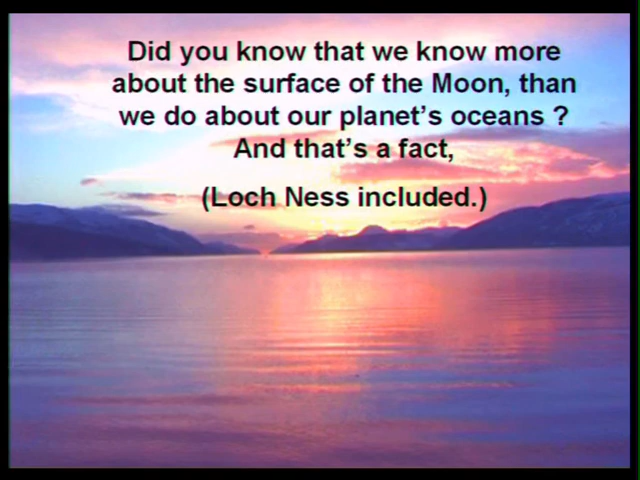 Did you know that we know more
about the surface of the Moon, than
we do about our planet's oceans ?
And that's a fact,
(Loch Ness included.)